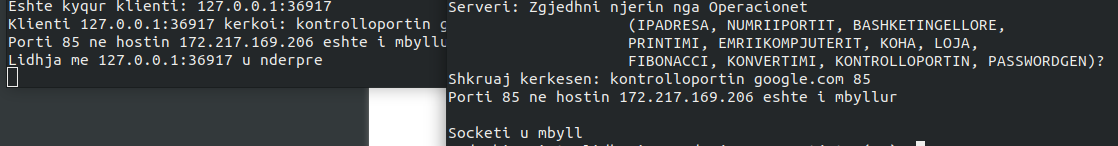 Eshte kyqur klienti: 127.0.0.1:36917
Klienti 127.0.0.1:36917 kerkoi: kontrolloportin
Porti 85 ne hostin 172.217.169.206 eshte i mbyllur
Lidhja me 127.0.0.1:36917 u nderpre
Serveri: Zgjedhni njerin nga Operacionet
(IPADRESA, NUMRIIPORTIT, BASHKETINGELLORE,
PRINTIMI, EMRIIKOMPJUTERIT, KOHA, LOJA,
FIBONACCI, KONVERTIMI, KONTROLLOPORTIN, PASSWORDGEN)?
Shkruaj kerkesen: kontrolloportin google.com 85
Porti 85 ne hostin 172.217.169.206 eshte i mbyllur
Socketi u mbyll